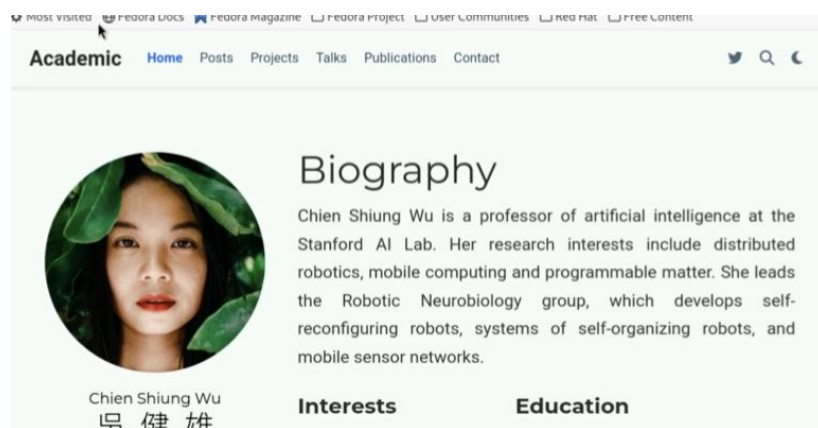 Most Visited Fedora Docs Fedora Magazine Fedora Project User Communities Red Hat Free Content
Academic Home Posts Projects Talks Publications Contact
Biography
Chien Shiung Wu is a professor of artificial intelligence at the
Stanford AI Lab. Her research interests include distributed
robotics, mobile computing and programmable matter. She leads
the Robotic Neurobiology group, which develops self-
reconfiguring robots, systems of self-organizing robots, and
mobile sensor networks.
Chien Shiung Wu
吳健雄
Interests Education